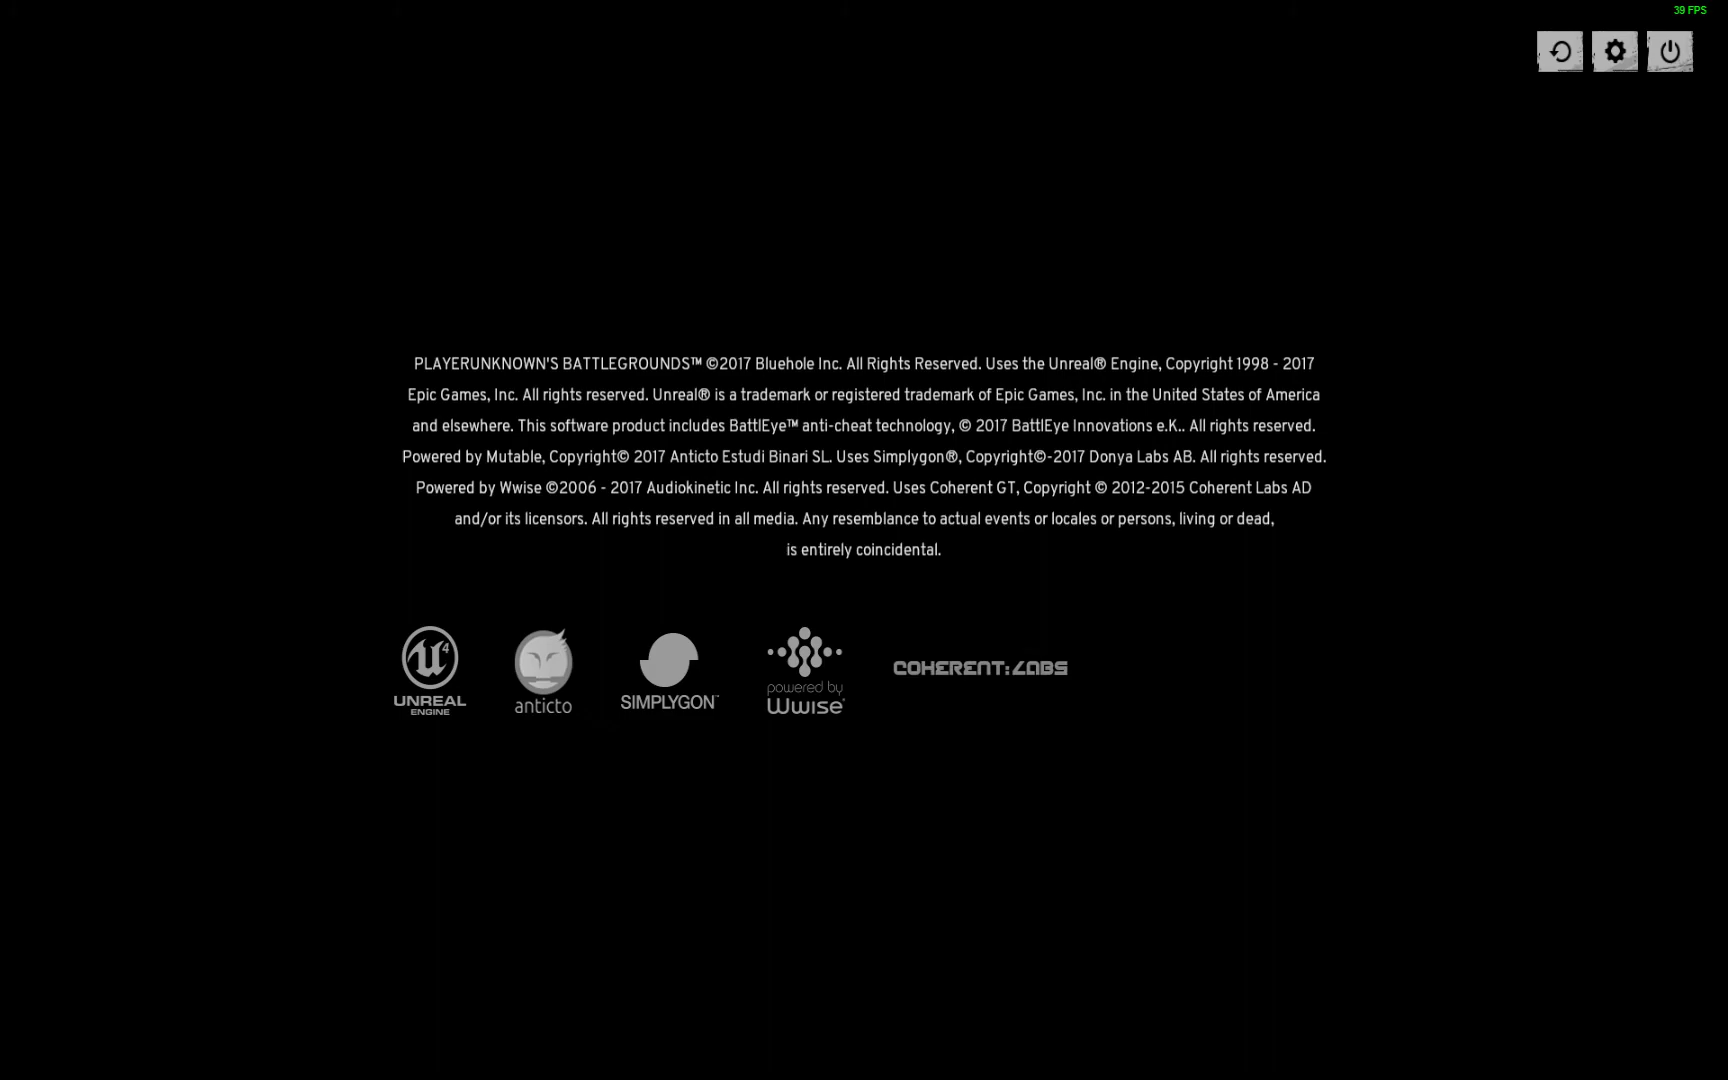 39 FPS
PLAYERUNKNOWN'S BATTLEGROUNDS™ ©2017 Bluehole Inc. All Rights Reserved. Uses the Unreal® Engine, Copyright 1998 - 2017
Epic Games, Inc. All rights reserved. Unreal® is a trademark or registered trademark of Epic Games, Inc. in the United States of America
and elsewhere. This software product includes BattlEye™ anti-cheat technology, © 2017 BattlEye Innovations e.K.. All rights reserved.
Powered by Mutable, Copyright© 2017 Anticto Estudi Binari SL. Uses Simplygon®, Copyright©-2017 Donya Labs AB. All rights reserved.
Powered by Wwise ©2006 - 2017 Audiokinetic Inc. All rights reserved. Uses Coherent GT, Copyright © 2012-2015 Coherent Labs AD
and/or its licensors. All rights reserved in all media. Any resemblance to actual events or locales or persons, living or dead,
is entirely coincidental.
U4
UNREAL
ENGINE
anticto
SIMPLYGON™
powered by
Wwise®
COHERENT:LABS